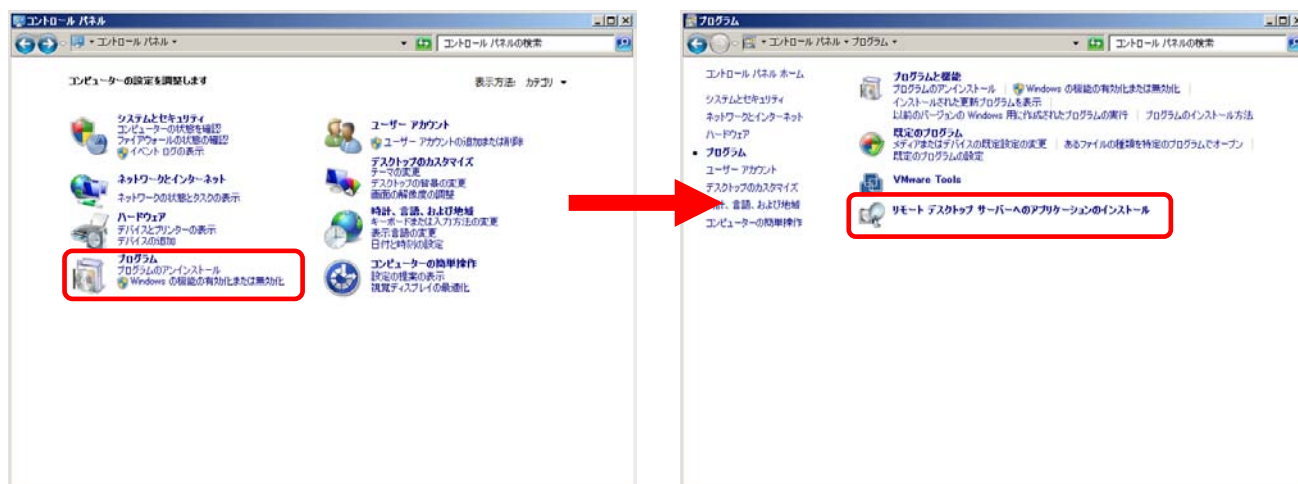 コントロール パネル
コントロール パネル
コントロール パネルの検索
コンピューターの設定を調整します
表示方法: カテゴリ
システムとセキュリティ
コンピューターの状態を確認
ファイアウォールの状態の確認
イベント ログの表示
ネットワークとインターネット
ネットワークの状態とタスクの表示
ハードウェア
デバイスとプリンターの表示
デバイスの追加
プログラム
プログラムのアンインストール
Windows の機能の有効化または無効化
ユーザー アカウント
ユーザー アカウントの追加または削除
デスクトップのカスタマイズ
テーマの変更
デスクトップの背景の変更
画面の解像度の調整
時計、言語、および地域
キーボードまたは入力方法の変更
表示言語の変更
日付と時刻の設定
コンピューターの簡単操作
設定の提案の表示
視覚ディスプレイの最適化
プログラム
コントロール パネル プログラム
コントロール パネルの検索
コントロール パネル ホーム
システムとセキュリティ
ネットワークとインターネット
ハードウェア
プログラム
ユーザー アカウント
デスクトップのカスタマイズ
計、言語、および地域
コンピューターの簡単操作
プログラムと機能
プログラムのアンインストール Windows の機能の有効化または無効化
インストールされた更新プログラムを表示
以前のバージョンの Windows 用に作成されたプログラムの実行 プログラムのインストール方法
既定のプログラム
メディアまたはデバイスの既定設定の変更 あるファイルの種類を特定のプログラムでオープン
既定のプログラムの設定
VMware Tools
リモート デスクトップ サーバーへのアプリケーションのインストール